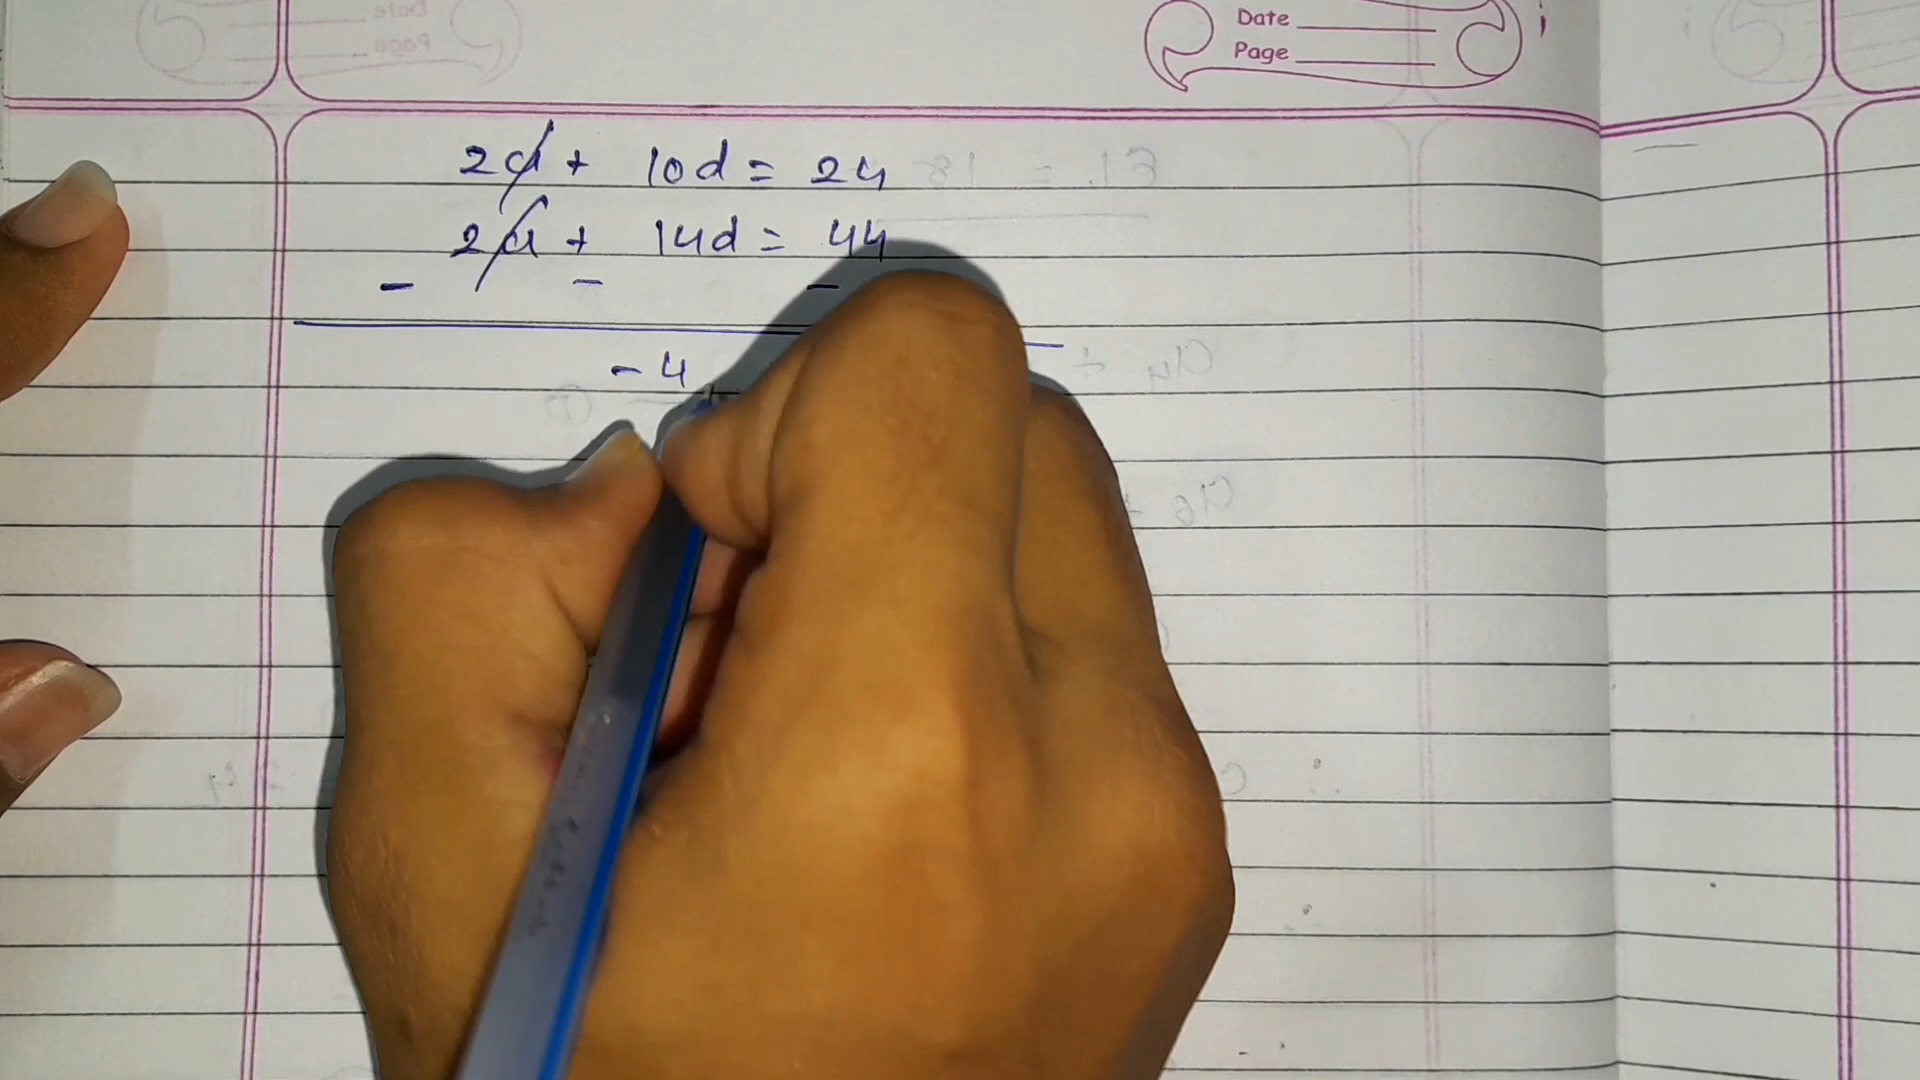 Date
Page
2a + 10d = 24
2a + 14d = 44
- - -
- 4